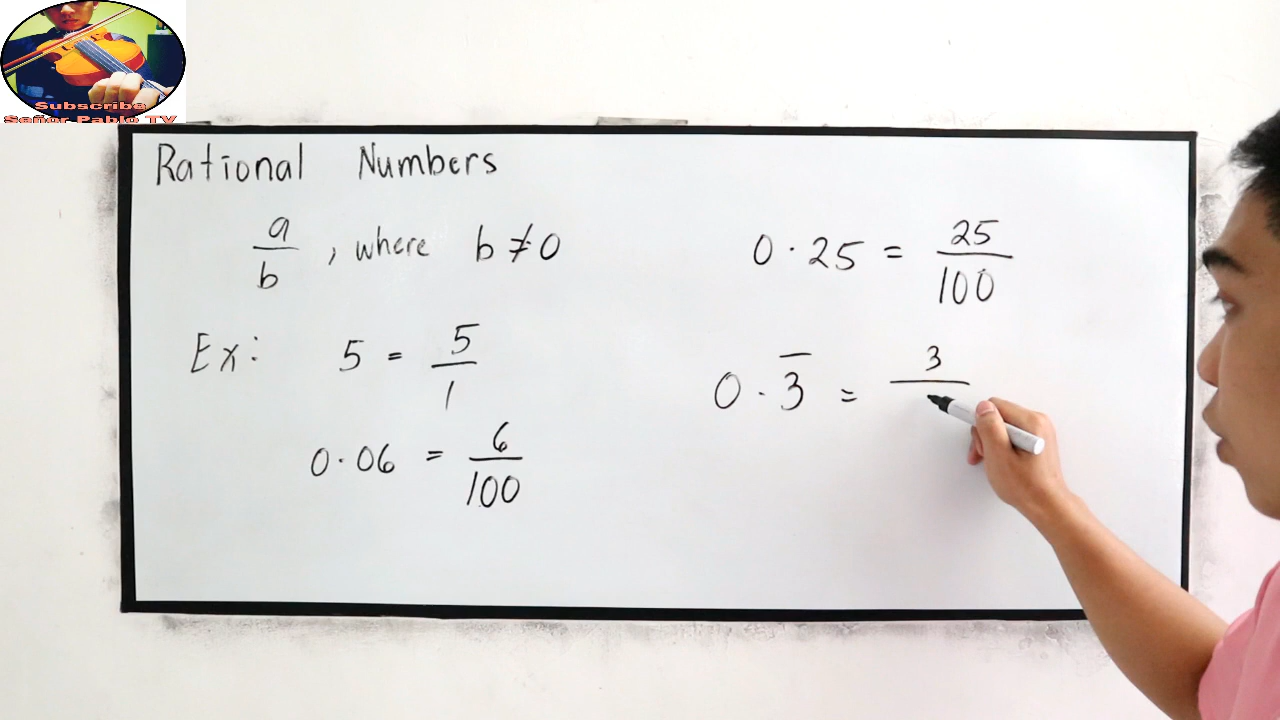 Subscribe
Señor Pablo TV
Rational Numbers
a/b , where b ≠ 0
Ex: 5 = 5/1
0.06 = 6/100
0.25 = 25/100
0.3̅ = 3/